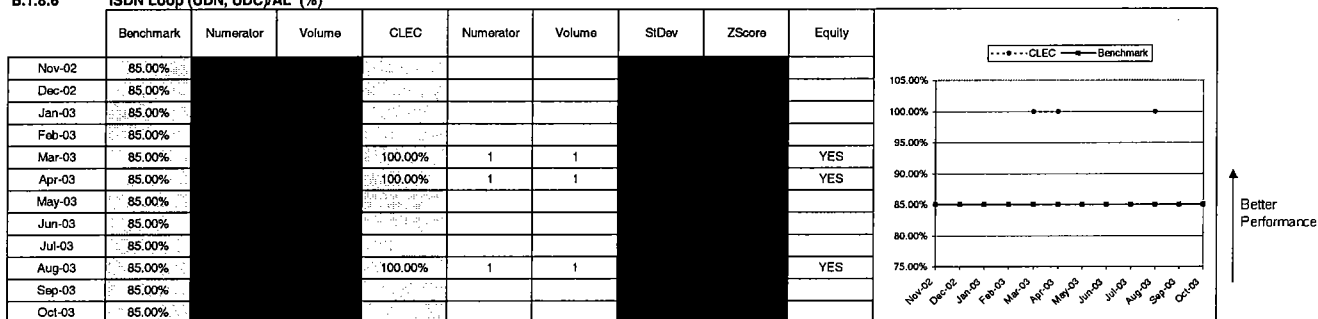 B.1.8.6 ISDN Loop (UDN, UDC)/AL (%)
Benchmark Numerator Volume CLEC Numerator Volume StDev ZScore Equity
Nov-02 85.00%
Dec-02 85.00%
Jan-03 85.00%
Feb-03 85.00%
Mar-03 85.00% 100.00% 1 1 YES
Apr-03 85.00% 100.00% 1 1 YES
May-03 85.00%
Jun-03 85.00%
Jul-03 85.00%
Aug-03 85.00% 100.00% 1 1 YES
Sep-03 85.00%
Oct-03 85.00%
CLEC Benchmark
105.00%
100.00%
95.00%
90.00%
85.00%
80.00%
75.00%
Nov-02 Dec-02 Jan-03 Feb-03 Mar-03 Apr-03 May-03 Jun-03 Jul-03 Aug-03 Sep-03 Oct-03
Better
Performance